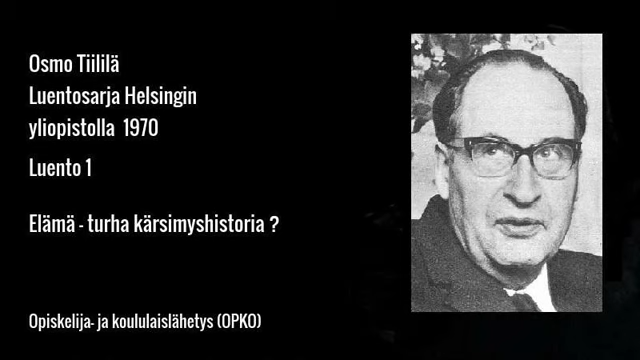 Osmo Tiililä
Luentosarja Helsingin
yliopistolla 1970
Luento 1
Elämä - turha kärsimyshistoria ?
Opiskelija- ja koululaislähetys (OPKO)